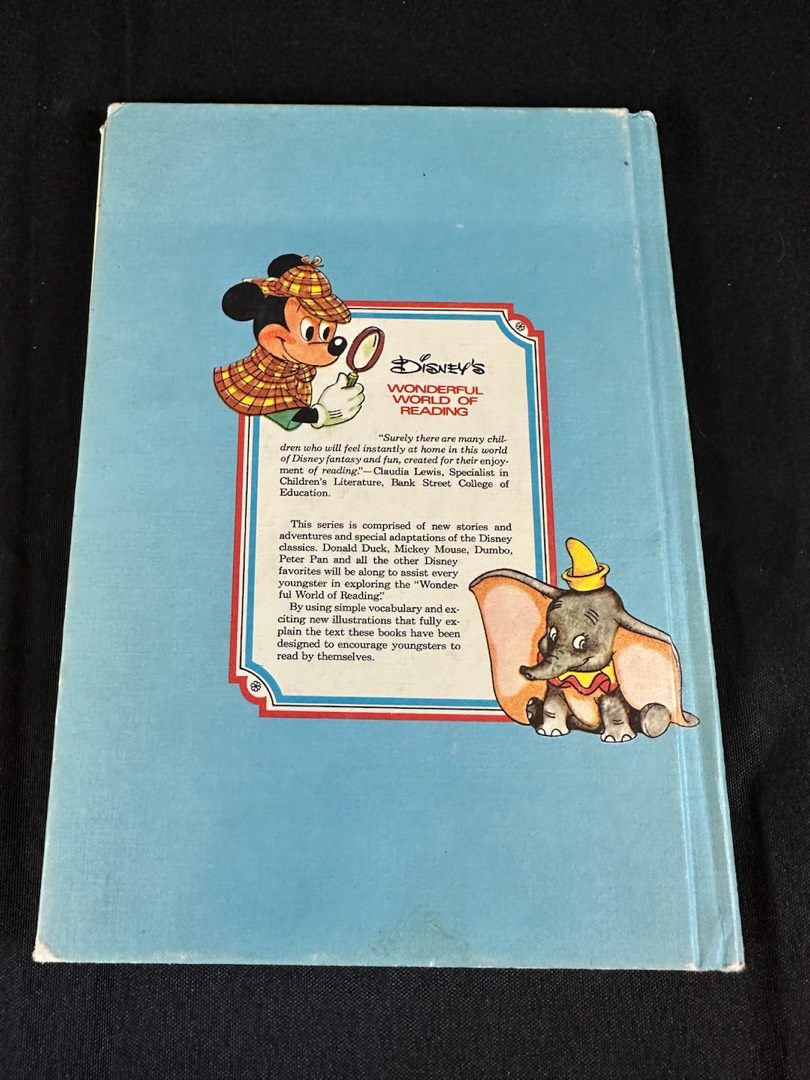 DISNEY'S
WONDERFUL
WORLD OF
READING
"Surely there are many chil-
dren who will feel instantly at home in this world
of Disney fantasy and fun, created for their enjoy-
ment of reading."—Claudia Lewis, Specialist in
Children's Literature, Bank Street College of
Education.
This series is comprised of new stories and
adventures and special adaptations of the Disney
classics. Donald Duck, Mickey Mouse, Dumbo,
Peter Pan and all the other Disney
favorites will be along to assist every
youngster in exploring the "Wonder-
ful World of Reading."
By using simple vocabulary and ex-
citing new illustrations that fully ex-
plain the text these books have been
designed to encourage youngsters to
read by themselves.